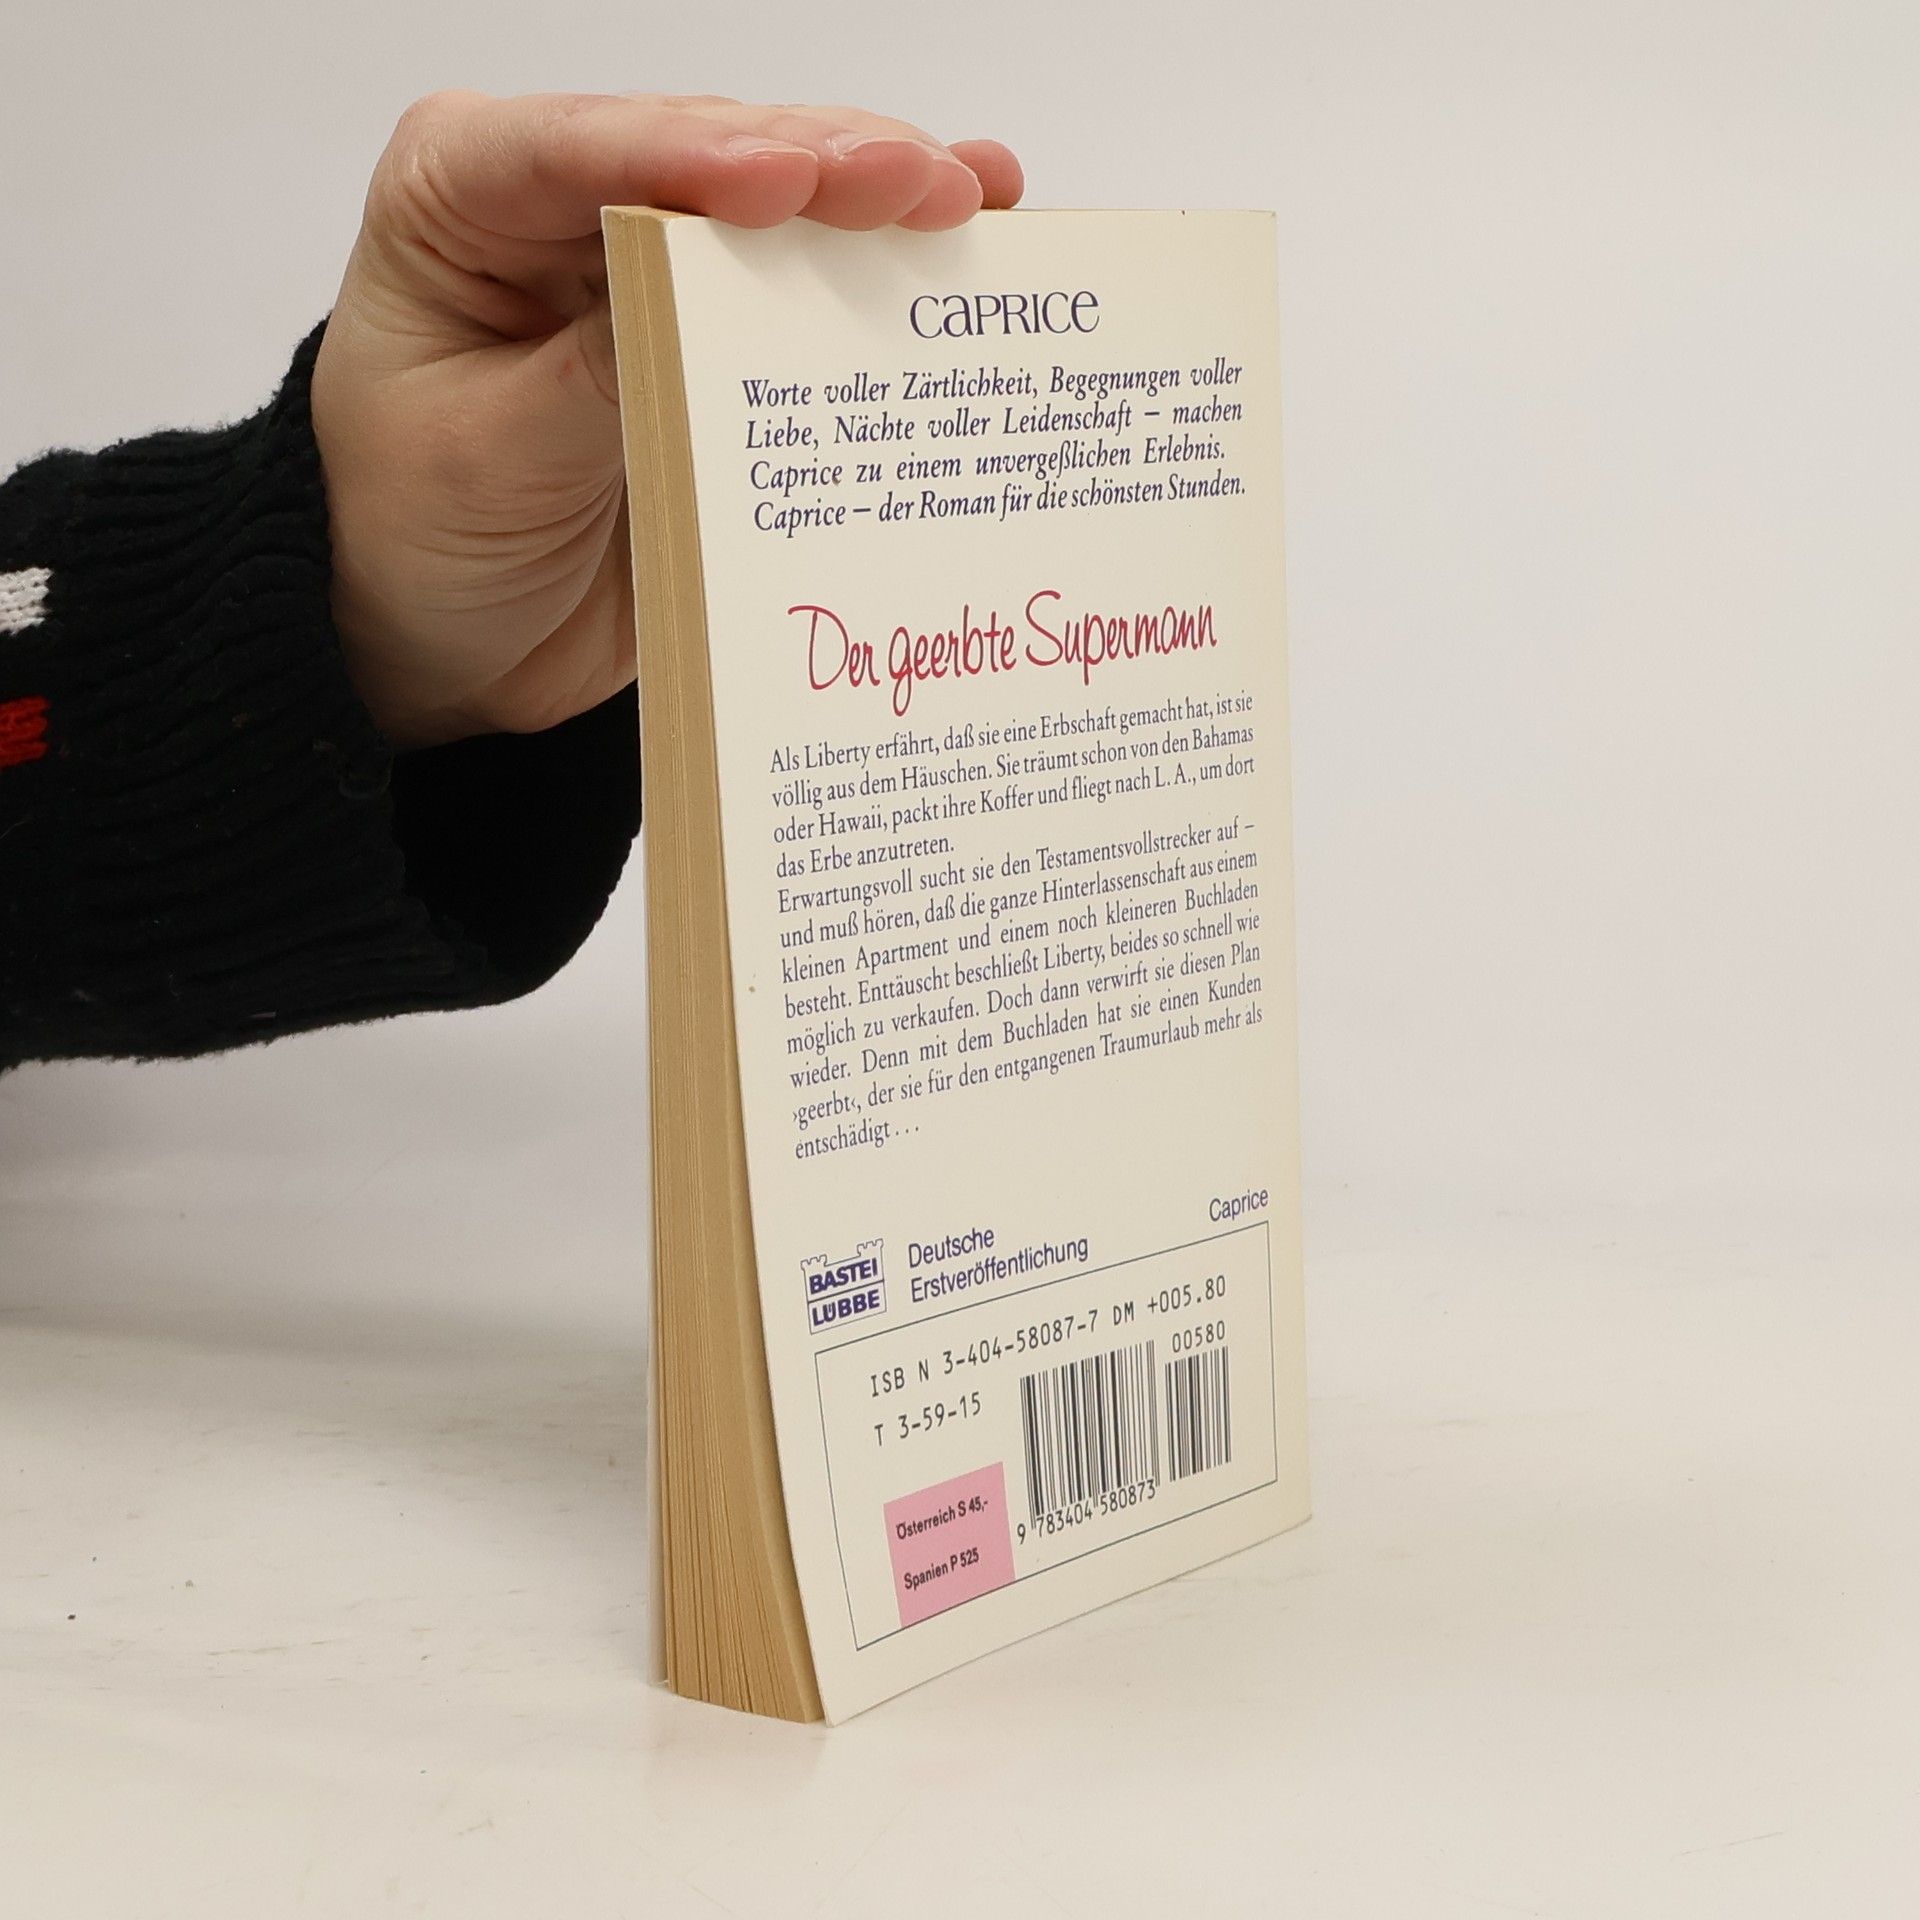 CAPRICE
Worte voller Zärtlichkeit, Begegnungen voller
Liebe, Nächte voller Leidenschaft – machen
Caprice zu einem unvergeßlichen Erlebnis.
Caprice – der Roman für die schönsten Stunden.
Der geerbte Supermann
Als Liberty erfährt, daß sie eine Erbschaft gemacht hat, ist sie
völlig aus dem Häuschen. Sie träumt schon von den Bahamas
oder Hawaii, packt ihre Koffer und fliegt nach L. A., um dort
das Erbe anzutreten.
Erwartungsvoll sucht sie den Testamentsvollstrecker auf –
und muß hören, daß die ganze Hinterlassenschaft aus einem
kleinen Apartment und einem noch kleineren Buchladen
besteht. Enttäuscht beschließt Liberty, beides so schnell wie
möglich zu verkaufen. Doch dann verwirft sie diesen Plan
wieder. Denn mit dem Buchladen hat sie einen Kunden
›geerbt‹, der sie für den entgangenen Traumurlaub mehr als
entschädigt . . .
BASTEI
LÜBBE
Deutsche
Erstveröffentlichung
Caprice
ISB N 3-404-58087-7 DM +005.80
T 3-59-15
00580
9 783404 580873
Österreich S 45,-
Spanien P 525